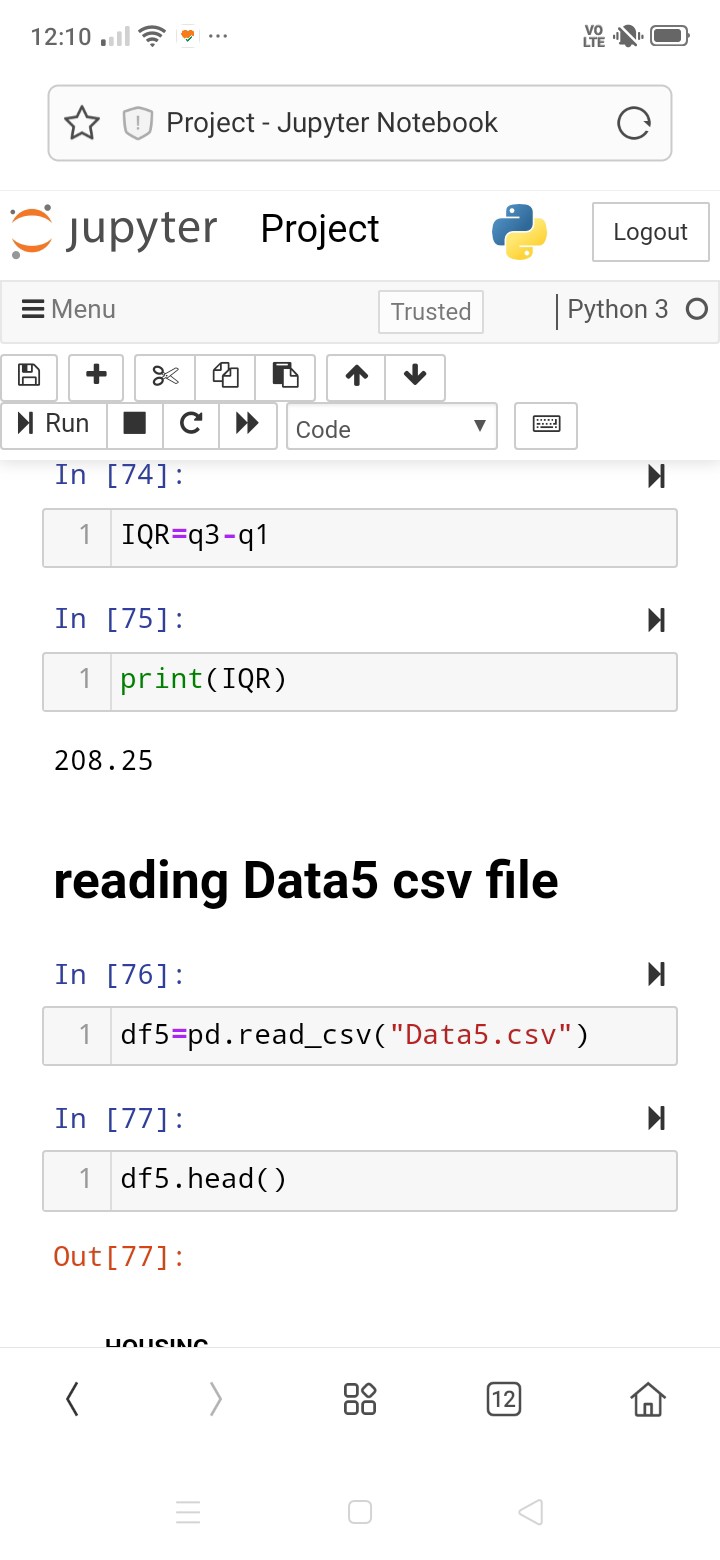 12:10 VO
LTE
Project - Jupyter Notebook
jupyter Project Logout
Menu Trusted Python 3
Run Code
In [74]:
1 IQR=q3-q1
In [75]:
1 print(IQR)
208.25
reading Data5 csv file
In [76]:
1 df5=pd.read_csv("Data5.csv")
In [77]:
1 df5.head()
Out[77]:
HOUSING
12